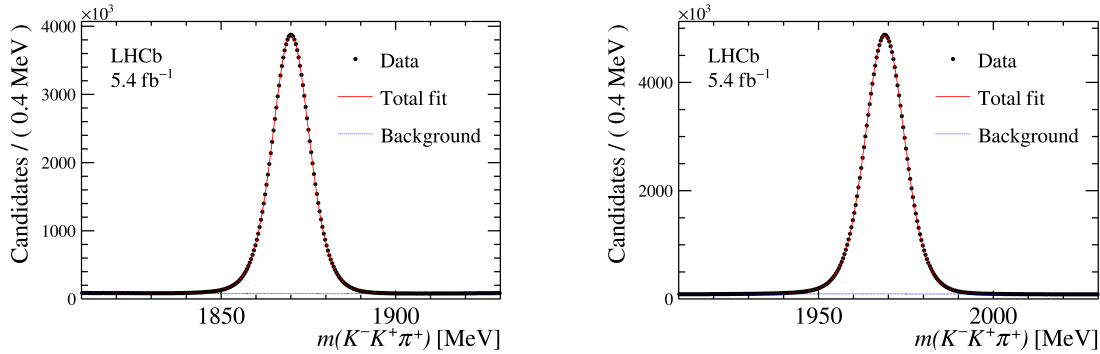 ×10³
4000
3000
2000
1000
0
Candidates / ( 0.4 MeV )
LHCb
5.4 fb⁻¹
Data
Total fit
Background
1850
1900
m(K⁻K⁺π⁺) [MeV]
×10³
4000
2000
0
Candidates / ( 0.4 MeV )
LHCb
5.4 fb⁻¹
Data
Total fit
Background
1950
2000
m(K⁻K⁺π⁺) [MeV]